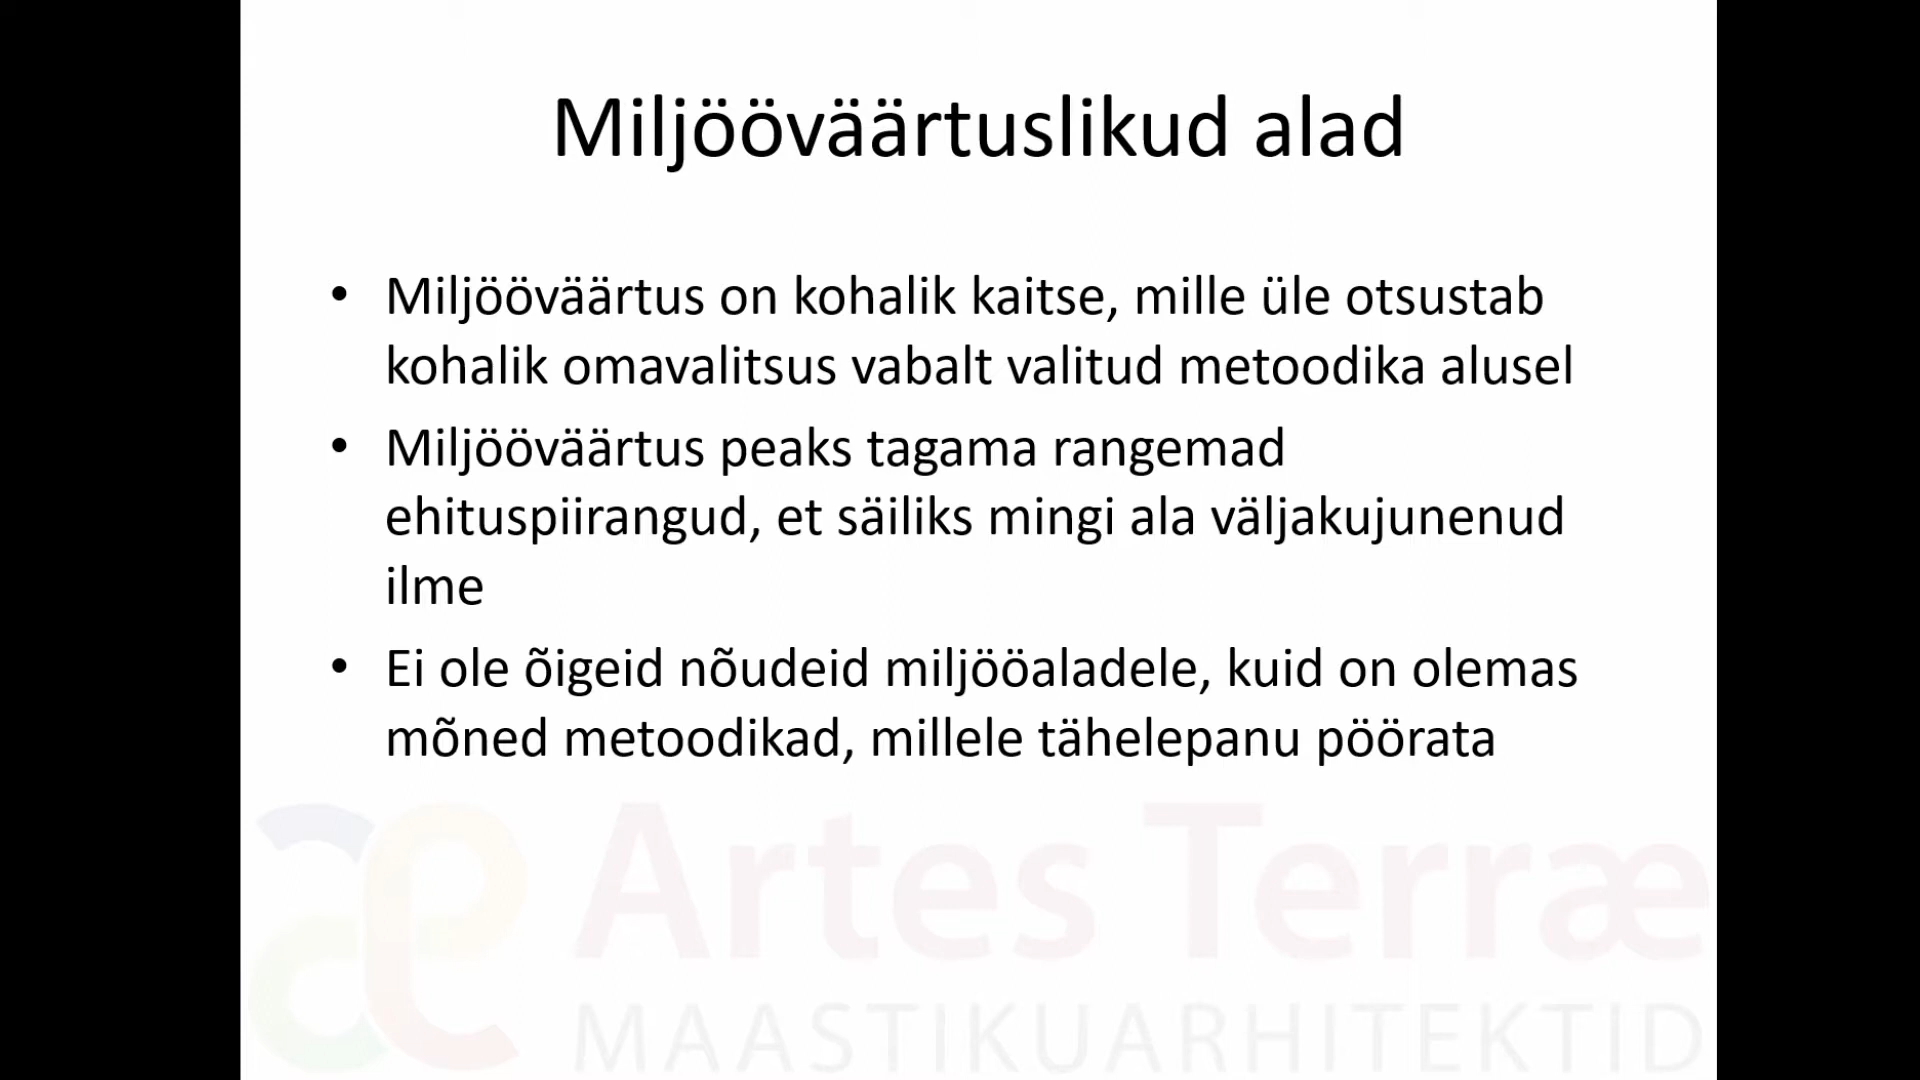 Miljööväärtuslikud alad
• Miljööväärtus on kohalik kaitse, mille üle otsustab
kohalik omavalitsus vabalt valitud metoodika alusel
• Miljööväärtus peaks tagama rangemad
ehituspiirangud, et säiliks mingi ala väljakujunenud
ilme
• Ei ole õigeid nõudeid miljööaladele, kuid on olemas
mõned metoodikad, millele tähelepanu pöörata
Artes Terræ
MAASTIKUARHITEKTID